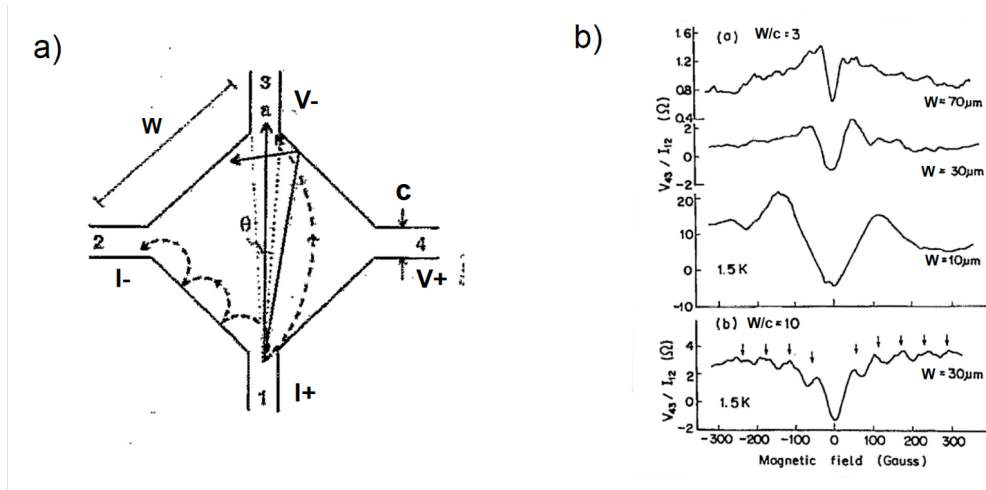 a)
W
3
a
V-
θ
C
2
4
I-
V+
1
I+
b)
(a) W/c = 3
1.6
1.2
0.8
0.4
W = 70μm
2
0
-2
W = 30μm
20
10
0
-10
1.5K
W = 10μm
V43 / I12 (Ω)
(b) W/c = 10
4
2
0
-2
1.5K
W = 30μm
V43 / I12 (Ω)
-300 -200 -100 0 100 200 300
Magnetic field (Gauss)